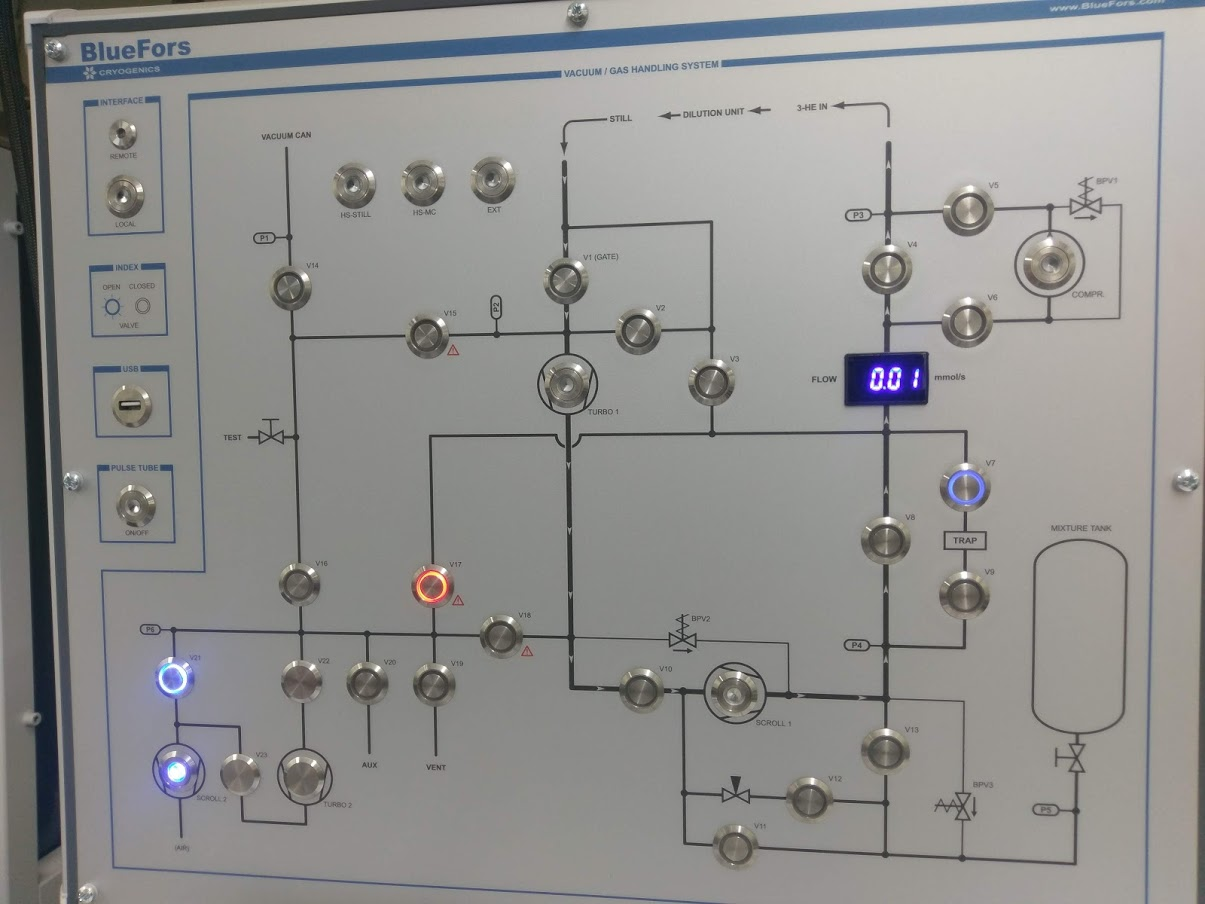 www.BlueFors.com
BlueFors
CRYOGENICS
VACUUM / GAS HANDLING SYSTEM
INTERFACE
REMOTE
LOCAL
INDEX
OPEN CLOSED
VALVE
USB
PULSE TUBE
ON/OFF
VACUUM CAN
STILL
DILUTION UNIT
3-HE IN
HS-STILL
HS-MC
EXT
P1
V14
V1 (GATE)
P3
V5
BPV1
V4
COMPR.
V6
V15
P2
V2
V3
TURBO 1
FLOW
0.01
mmol/s
TEST
V7
V8
TRAP
MIXTURE TANK
V9
V16
V17
P6
V18
BPV2
P4
V21
V22
V20
V19
V10
SCROLL 1
V13
AUX
VENT
V23
SCROLL 2
TURBO 2
V12
BPV3
P5
V11
(AIR)